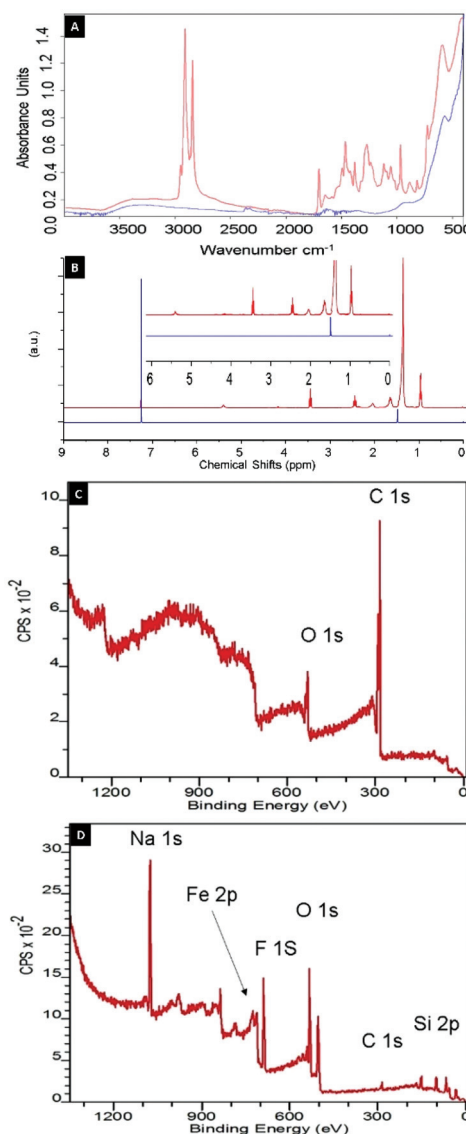 A
Absorbance Units
0.0 0.2 0.4 0.6 0.8 1.0 1.2 1.4
3500 3000 2500 2000 1500 1000 500
Wavenumber cm⁻¹
B
(a.u.)
6 5 4 3 2 1 0
9 8 7 6 5 4 3 2 1 0
Chemical Shifts (ppm)
C
C 1s
O 1s
CPS x 10⁻²
10
8
6
4
2
0
1200 900 600 300 0
Binding Energy (eV)
D
Na 1s
Fe 2p
O 1s
F 1S
C 1s
Si 2p
CPS x 10⁻²
30
25
20
15
10
5
0
1200 900 600 300 0
Binding Energy (eV)